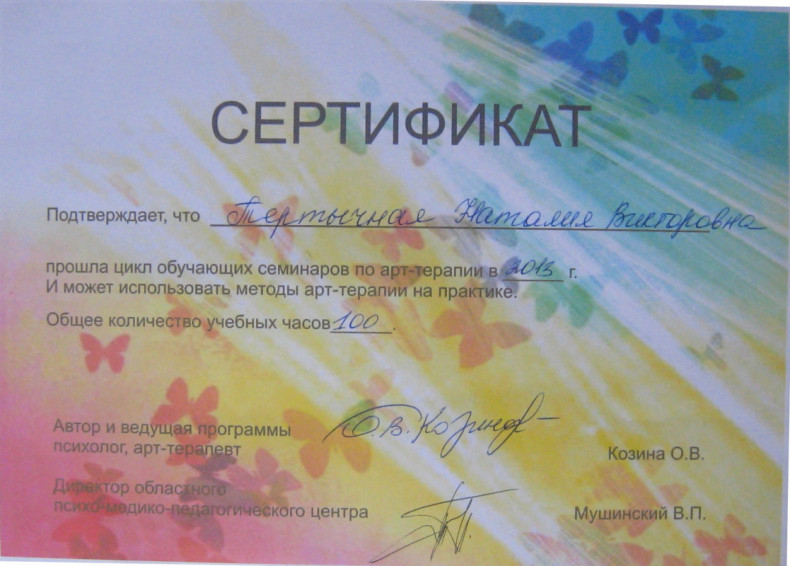 СЕРТИФИКАТ
Подтверждает, что Тертычная Наталия Викторовна
прошла цикл обучающих семинаров по арт-терапии в 2013 г.
И может использовать методы арт-терапии на практике.
Общее количество учебных часов 100.
Автор и ведущая программы
психолог, арт-терапевт
О.В.Козина
Козина О.В.
Директор областного
психо-медико-педагогического центра
Мушинский В.П.